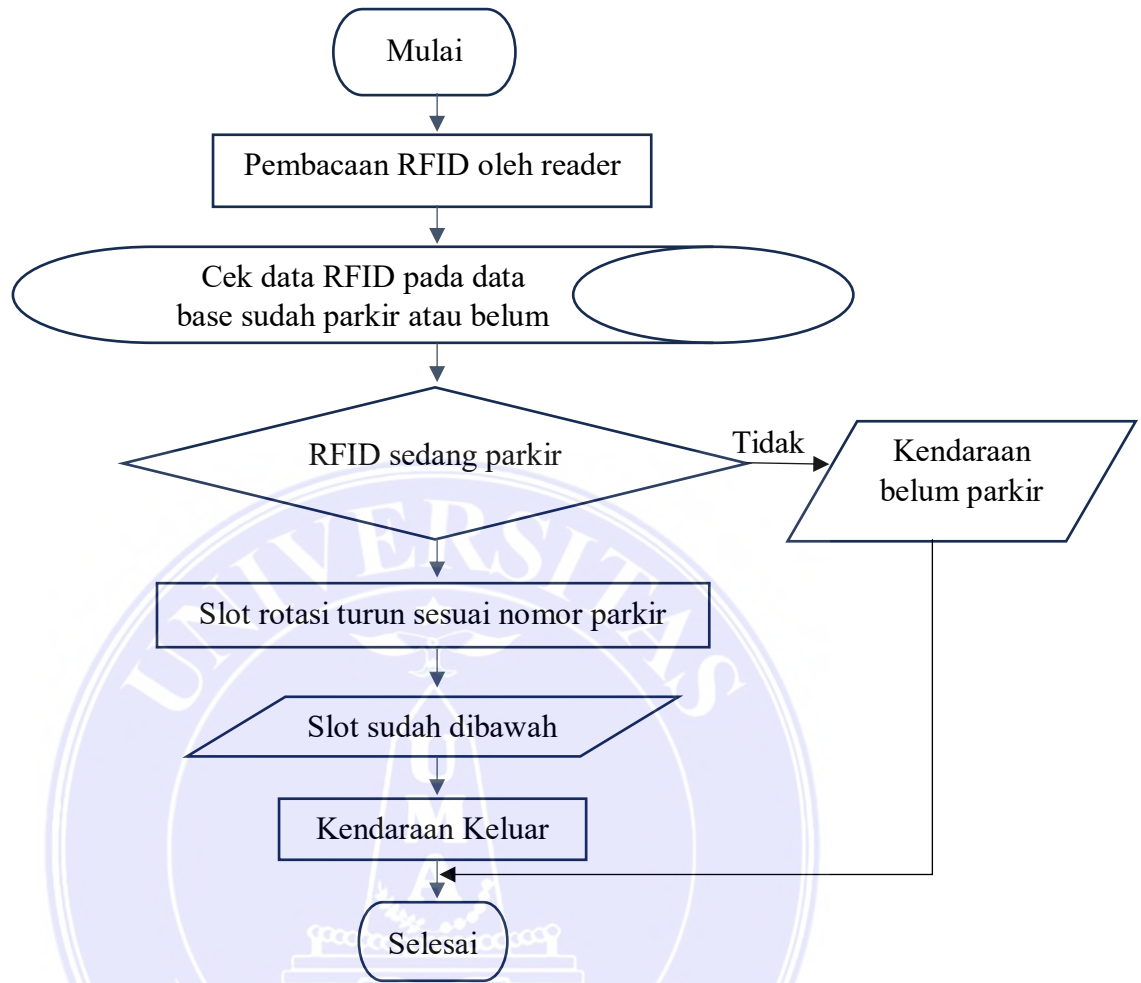 Mulai
Pembacaan RFID oleh reader
Cek data RFID pada data
base sudah parkir atau belum
RFID sedang parkir
Tidak
Kendaraan
belum parkir
Slot rotasi turun sesuai nomor parkir
Slot sudah dibawah
Kendaraan Keluar
Selesai
UNIVERSITAS
U
M
A